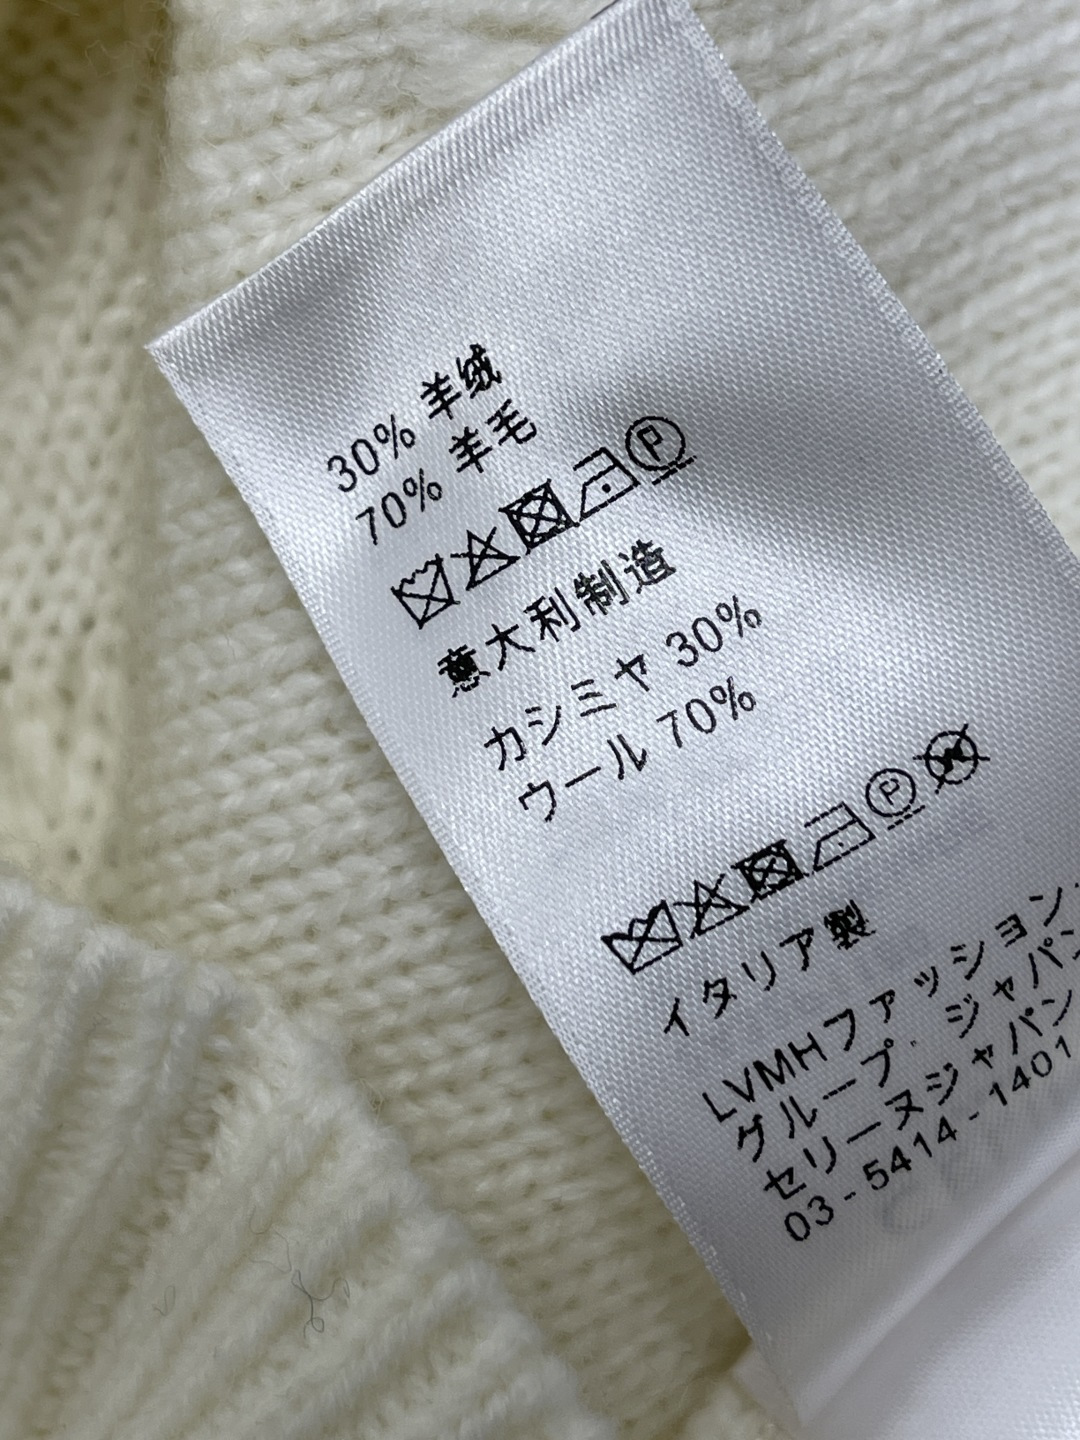 30% 羊绒
70% 羊毛
意大利制造
カシミヤ 30%
ウール 70%
イタリア製
LVMHファッション
グループ. ジャパン
セリーヌジャパン
03-5414-1401